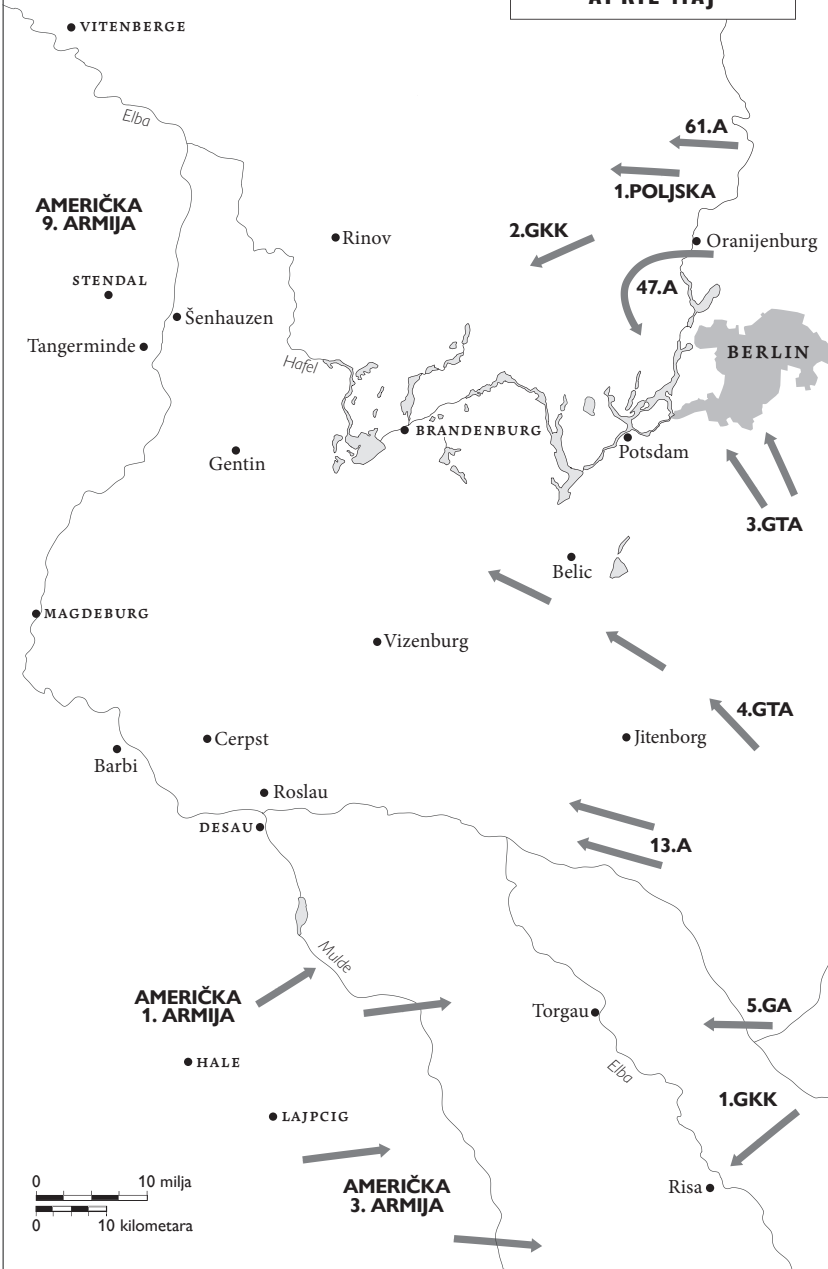 VITENBERGE
Elba
61.A
1.POLJSKA
AMERIČKA
9. ARMIJA
2.GKK
Rinov
Oranijenburg
STENDAL
47.A
Šenhauzen
Tangerminde
BERLIN
Hafel
BRANDENBURG
Potsdam
Gentin
3.GTA
Belic
MAGDEBURG
Vizenburg
4.GTA
Cerpst
Jitenborg
Barbi
Roslau
DESAU
13.A
Mulde
AMERIČKA
1. ARMIJA
Torgau
5.GA
HALE
Elba
1.GKK
LAJPCIG
0 10 milja
AMERIČKA
3. ARMIJA
Risa
0 10 kilometara